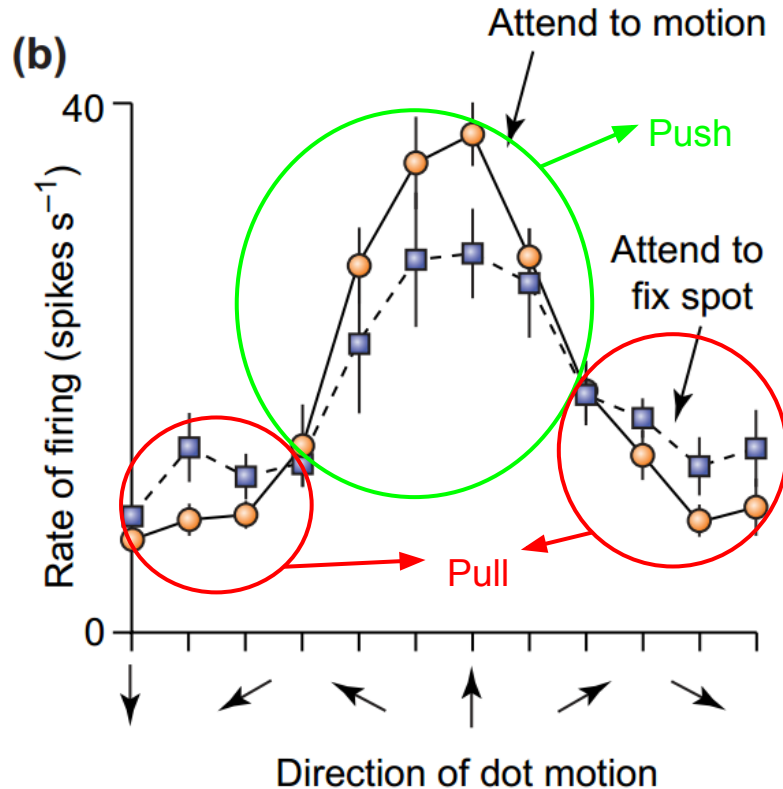 (b)
Attend to motion
40
Push
Attend to
fix spot
Rate of firing (spikes s⁻¹)
Pull
0
Direction of dot motion